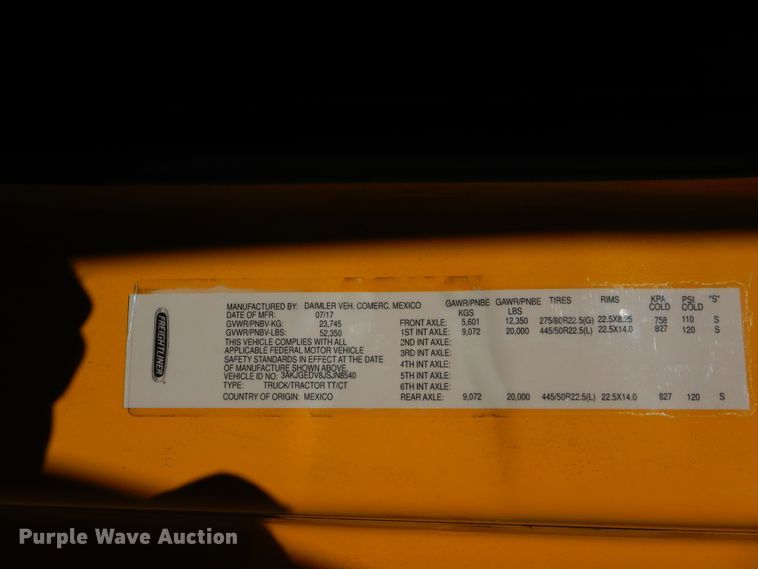 FREIGHTLINER
MANUFACTURED BY: DAIMLER VEH. COMERC. MEXICO
DATE OF MFR: 07/17
GVWR/PNBV-KG: 23,745
GVWR/PNBV-LBS: 52,350
THIS VEHICLE COMPLIES WITH ALL
APPLICABLE FEDERAL MOTOR VEHICLE
SAFETY STANDARDS IN EFFECT AT THE DATE
OF MANUFACTURE SHOWN ABOVE.
VEHICLE ID NO: 3AKJGEDV8JSJN8540
TYPE: TRUCK/TRACTOR TT/CT
COUNTRY OF ORIGIN: MEXICO
GAWR/PNBE GAWR/PNBE TIRES RIMS KPA PSI "S"
KGS LBS COLD COLD
FRONT AXLE: 5,601 12,350 275/80R22.5(G) 22.5X8.25 758 110 S
1ST INT AXLE: 9,072 20,000 445/50R22.5(L) 22.5X14.0 827 120 S
2ND INT AXLE:
3RD INT AXLE:
4TH INT AXLE:
5TH INT AXLE:
6TH INT AXLE:
REAR AXLE: 9,072 20,000 445/50R22.5(L) 22.5X14.0 827 120 S
Purple Wave Auction